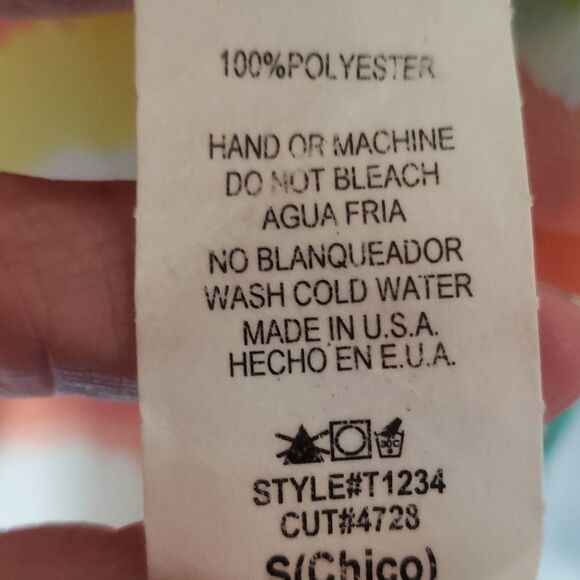 100%POLYESTER
HAND OR MACHINE
DO NOT BLEACH
AGUA FRIA
NO BLANQUEADOR
WASH COLD WATER
MADE IN U.S.A.
HECHO EN E.U.A.
30C
STYLE#T1234
CUT#4728
S(Chico)